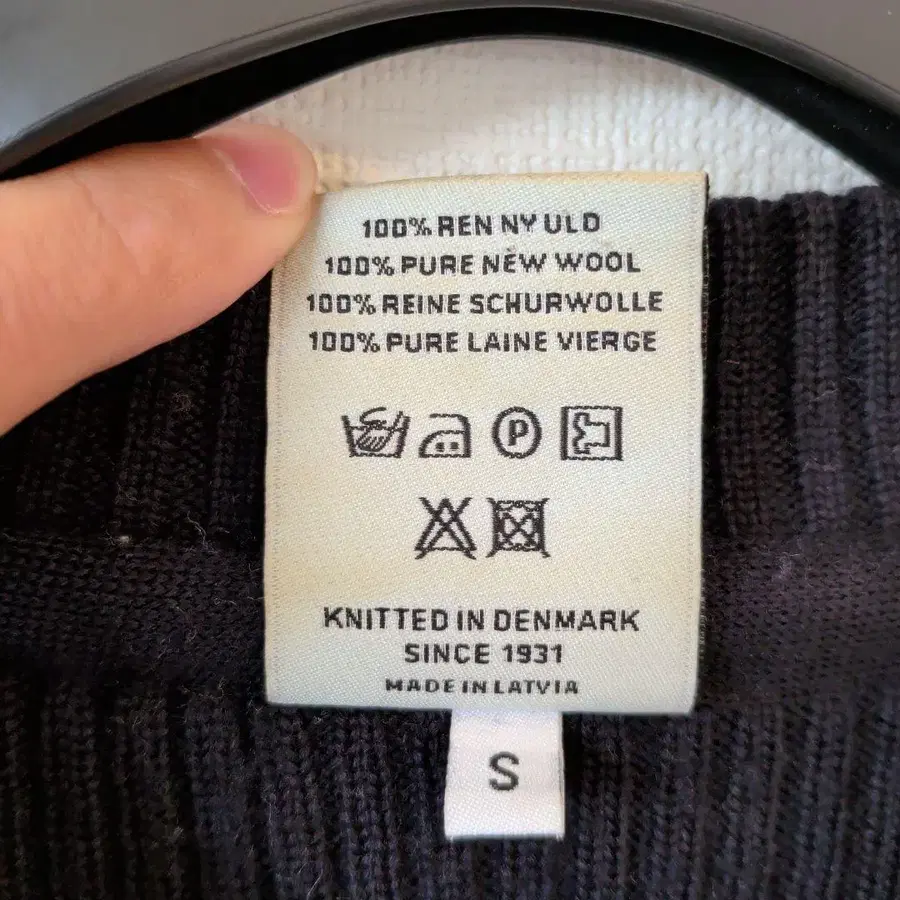 100% REN NY ULD
100% PURE NEW WOOL
100% REINE SCHURWOLLE
100% PURE LAINE VIERGE
P
KNITTED IN DENMARK
SINCE 1931
MADE IN LATVIA
S